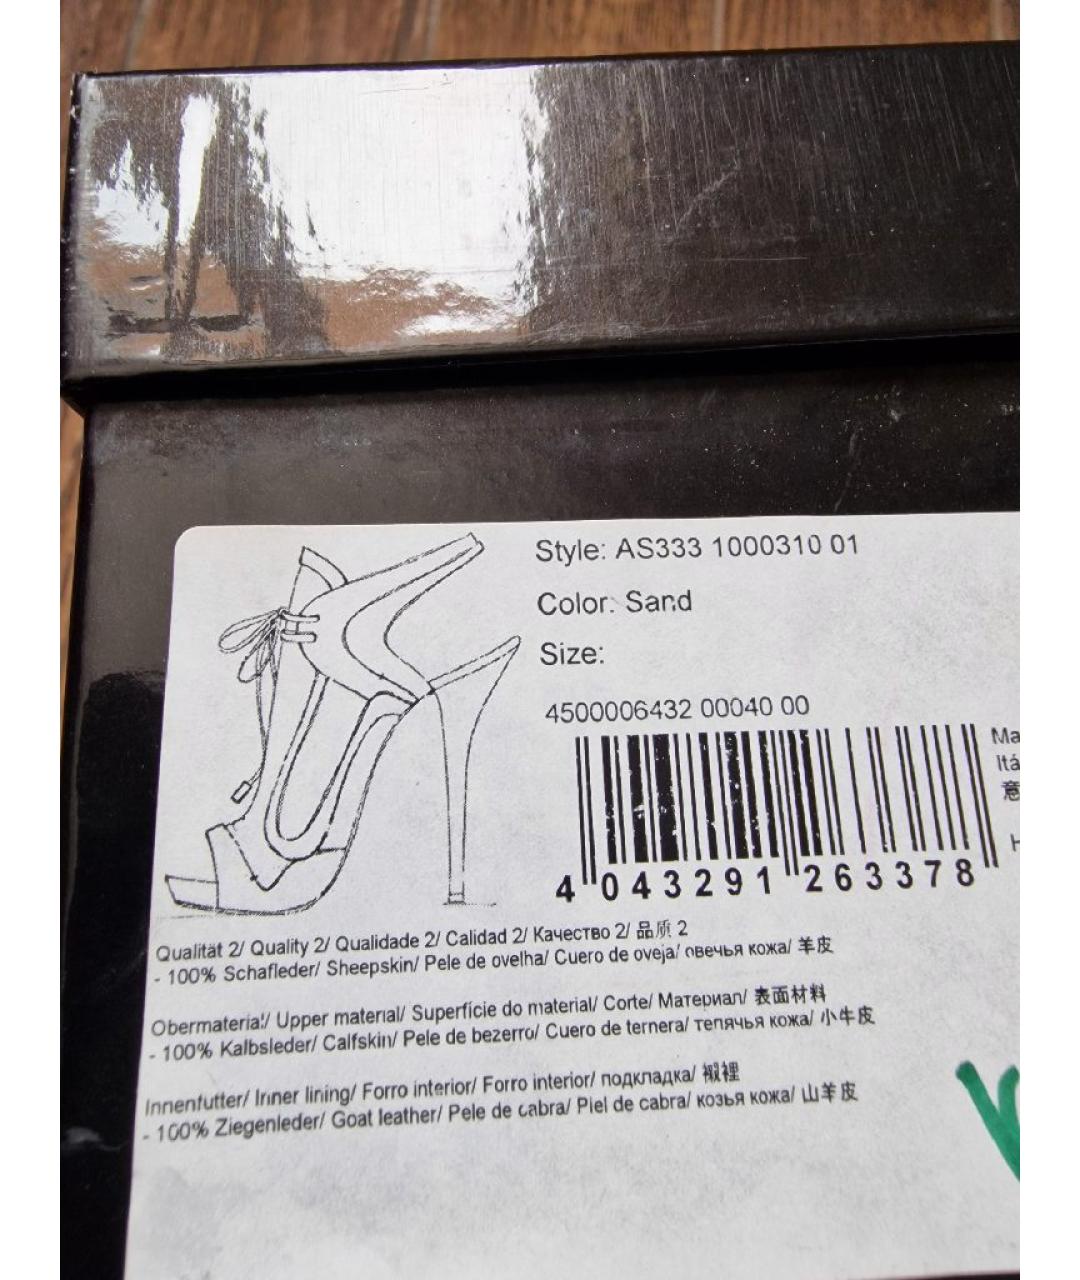 Style: AS333 1000310 01
Color: Sand
Size:
4500006432 00040 00
Ma
Itá
意
H
4 043291 263378
Qualität 2/ Quality 2/ Qualidade 2/ Calidad 2/ Качество 2/ 品质 2
- 100% Schafleder/ Sheepskin/ Pele de ovelha/ Cuero de oveja/ овечья кожа/ 羊皮
Obermaterial/ Upper material/ Superfície do material/ Corte/ Материал/ 表面材料
- 100% Kalbsleder/ Calfskin/ Pele de bezerro/ Cuero de ternera/ телячья кожа/ 小牛皮
Innenfutter/ Inner lining/ Forro interior/ Forro interior/ подкладка/ 襯裡
- 100% Ziegenleder/ Goat leather/ Pele de cabra/ Piel de cabra/ козья кожа/ 山羊皮